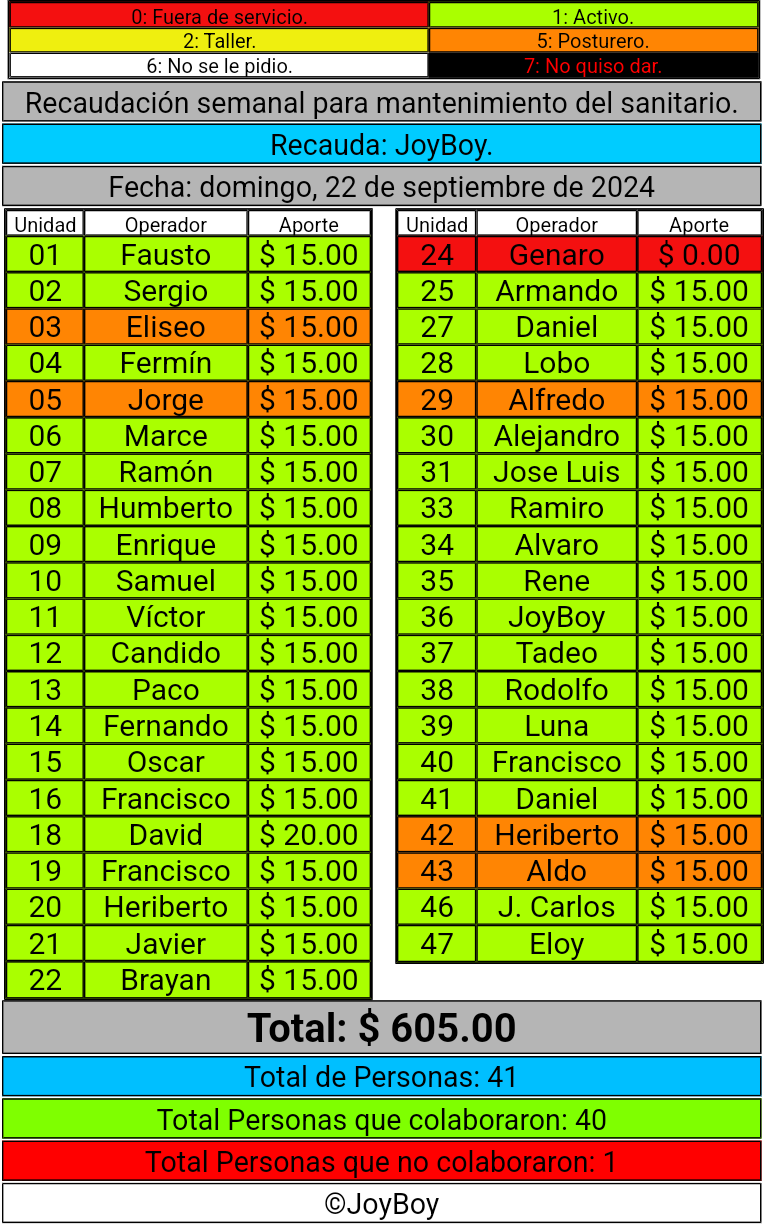 0: Fuera de servicio. 1: Activo.
2: Taller. 5: Posturero.
6: No se le pidio. 7: No quiso dar.
Recaudación semanal para mantenimiento del sanitario.
Recauda: JoyBoy.
Fecha: domingo, 22 de septiembre de 2024
Unidad Operador Aporte
01 Fausto $ 15.00
02 Sergio $ 15.00
03 Eliseo $ 15.00
04 Fermín $ 15.00
05 Jorge $ 15.00
06 Marce $ 15.00
07 Ramón $ 15.00
08 Humberto $ 15.00
09 Enrique $ 15.00
10 Samuel $ 15.00
11 Víctor $ 15.00
12 Candido $ 15.00
13 Paco $ 15.00
14 Fernando $ 15.00
15 Oscar $ 15.00
16 Francisco $ 15.00
18 David $ 20.00
19 Francisco $ 15.00
20 Heriberto $ 15.00
21 Javier $ 15.00
22 Brayan $ 15.00
Unidad Operador Aporte
24 Genaro $ 0.00
25 Armando $ 15.00
27 Daniel $ 15.00
28 Lobo $ 15.00
29 Alfredo $ 15.00
30 Alejandro $ 15.00
31 Jose Luis $ 15.00
33 Ramiro $ 15.00
34 Alvaro $ 15.00
35 Rene $ 15.00
36 JoyBoy $ 15.00
37 Tadeo $ 15.00
38 Rodolfo $ 15.00
39 Luna $ 15.00
40 Francisco $ 15.00
41 Daniel $ 15.00
42 Heriberto $ 15.00
43 Aldo $ 15.00
46 J. Carlos $ 15.00
47 Eloy $ 15.00
Total: $ 605.00
Total de Personas: 41
Total Personas que colaboraron: 40
Total Personas que no colaboraron: 1
©JoyBoy